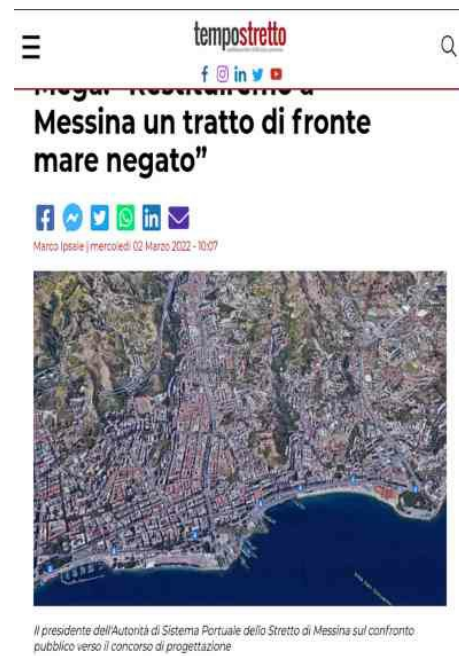 tempostretto
Messina un tratto di fronte
mare negato”
Marco Ipsale | mercoledì 02 Marzo 2022 - 10:07
Il presidente dell'Autorità di Sistema Portuale dello Stretto di Messina sul confronto
pubblico verso il concorso di progettazione